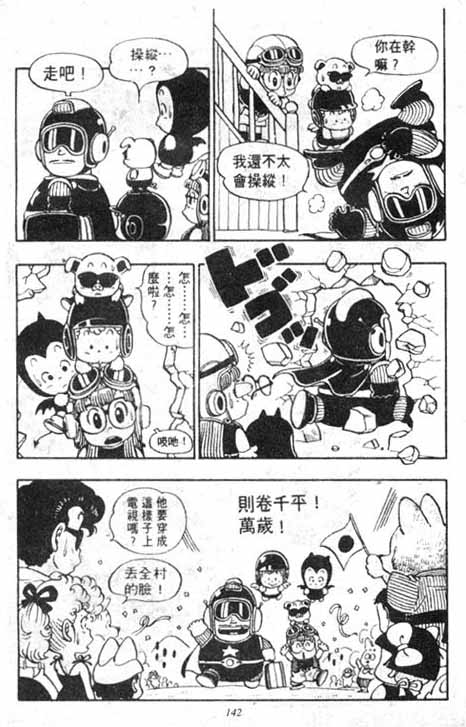 你在幹
嘛？
我還不太
會操縱！
操縱…
…？
走吧！
ドゴッ
怎……怎
……怎
麼啦？
則卷千平！
萬歲！
他要穿成
這樣子上
電視嗎？
丟全村
的臉！
142